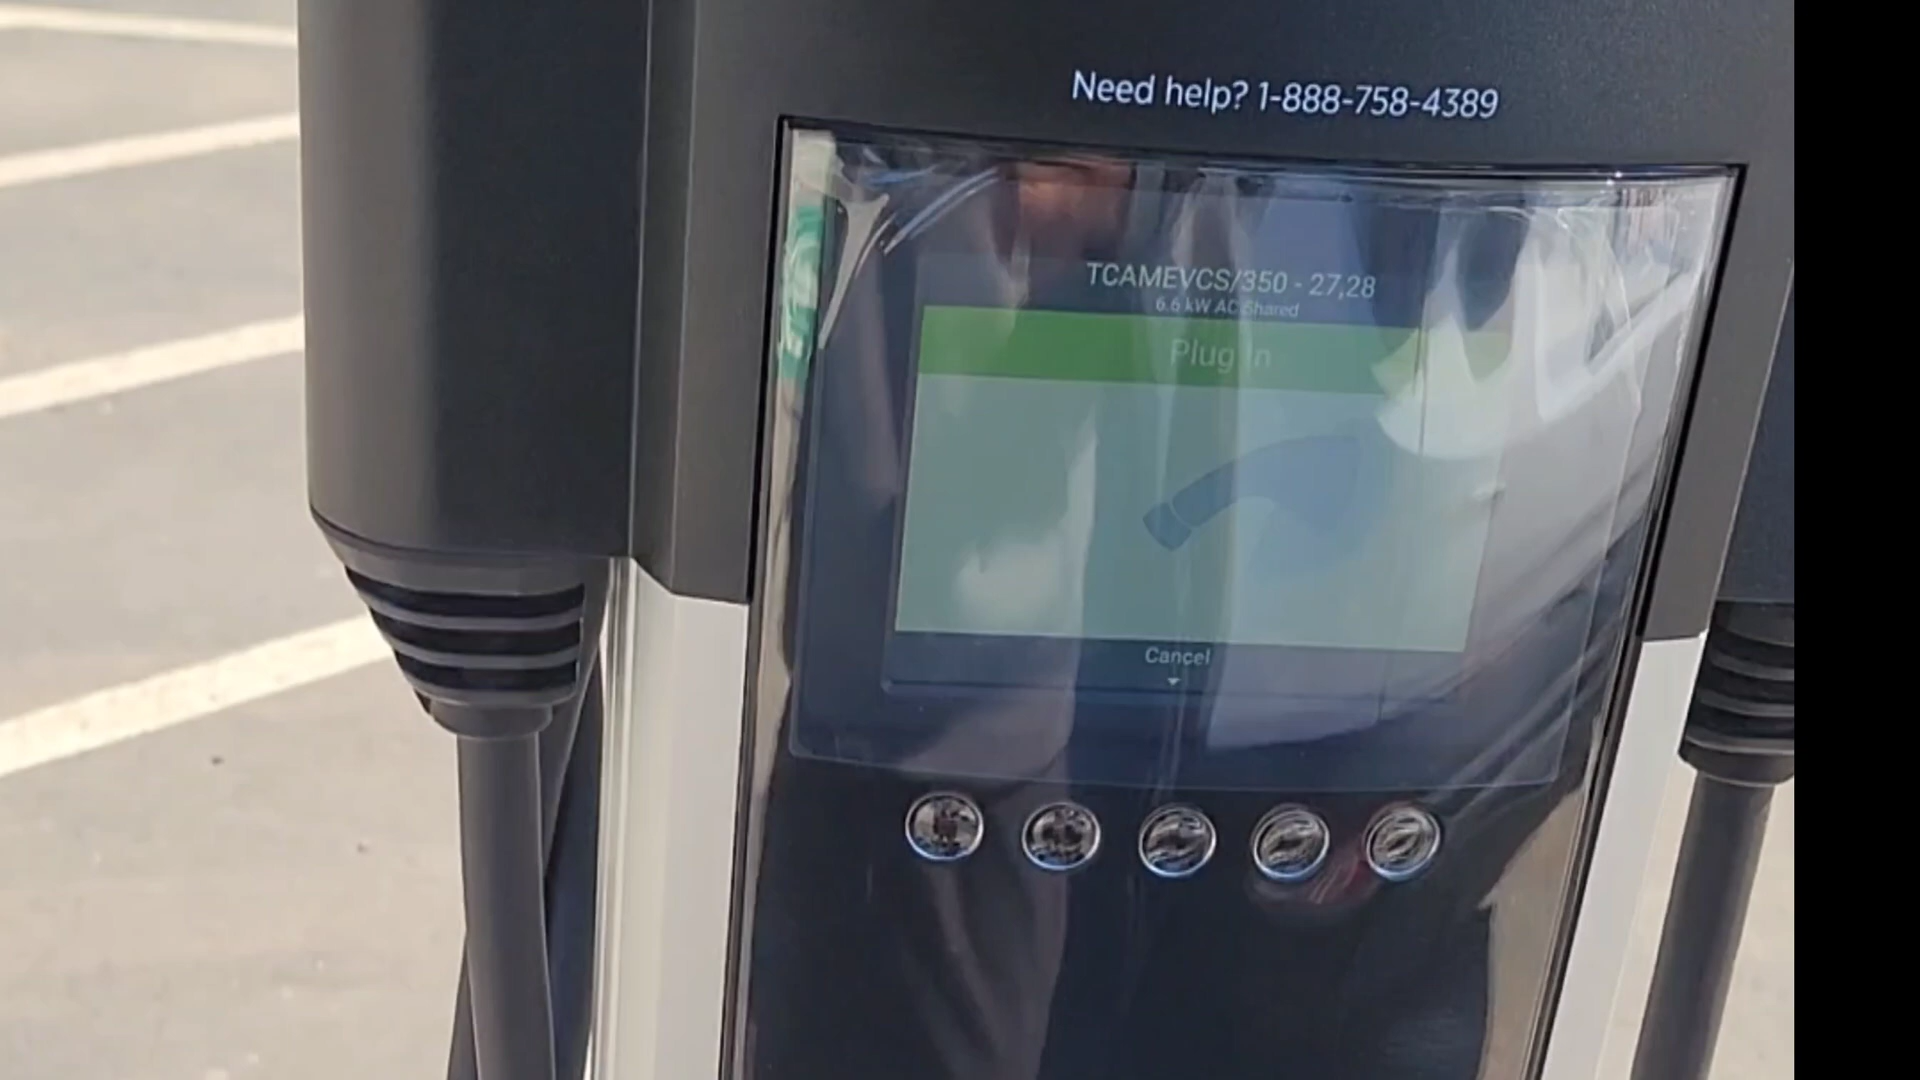 Need help? 1-888-758-4389
TCAMEVCS/350 - 27,28
6.6 kW AC Shared
Plug in
Cancel